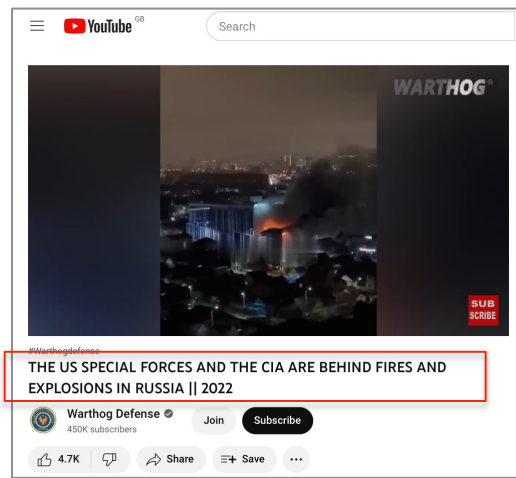 YouTube GB
Search
WARTHOG®
SUB
SCRIBE
#Warthogdefense
THE US SPECIAL FORCES AND THE CIA ARE BEHIND FIRES AND
EXPLOSIONS IN RUSSIA || 2022
Warthog Defense
450K subscribers
Join
Subscribe
4.7K
Share
Save